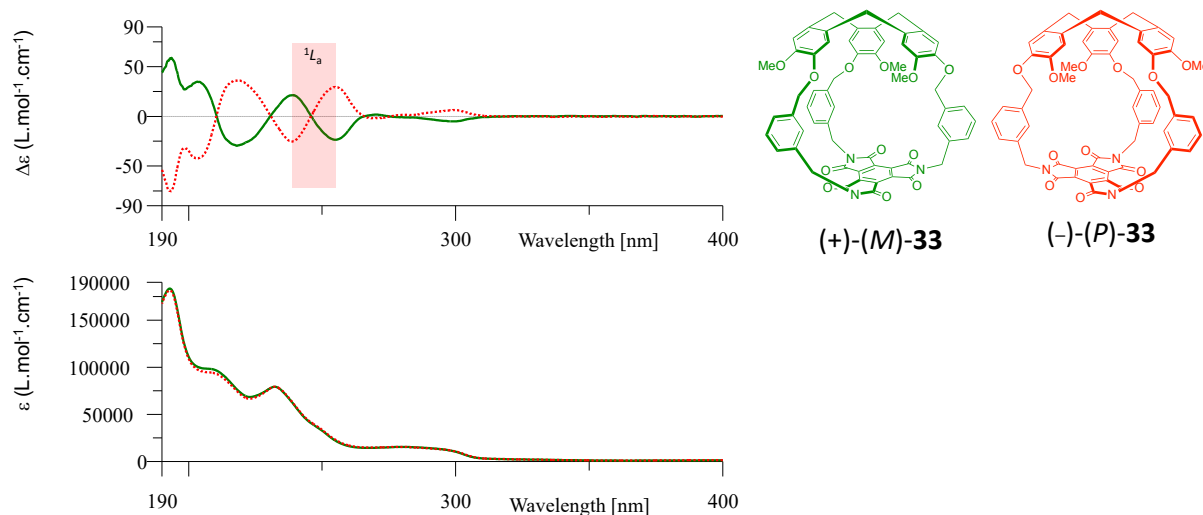 90
50
0
-50
-90
Δε (L.mol⁻¹.cm⁻¹)
¹Lₐ
190
300
400
Wavelength [nm]
190000
150000
100000
50000
0
ε (L.mol⁻¹.cm⁻¹)
190
300
400
Wavelength [nm]
MeO
O
OMe
MeO
O
O
N
O
O
O
O
N
O
O
N
O
(+)-(M)-33
O
OMe
O
OMe
O
MeO
O
N
O
O
N
O
O
O
N
O
(–)-(P)-33